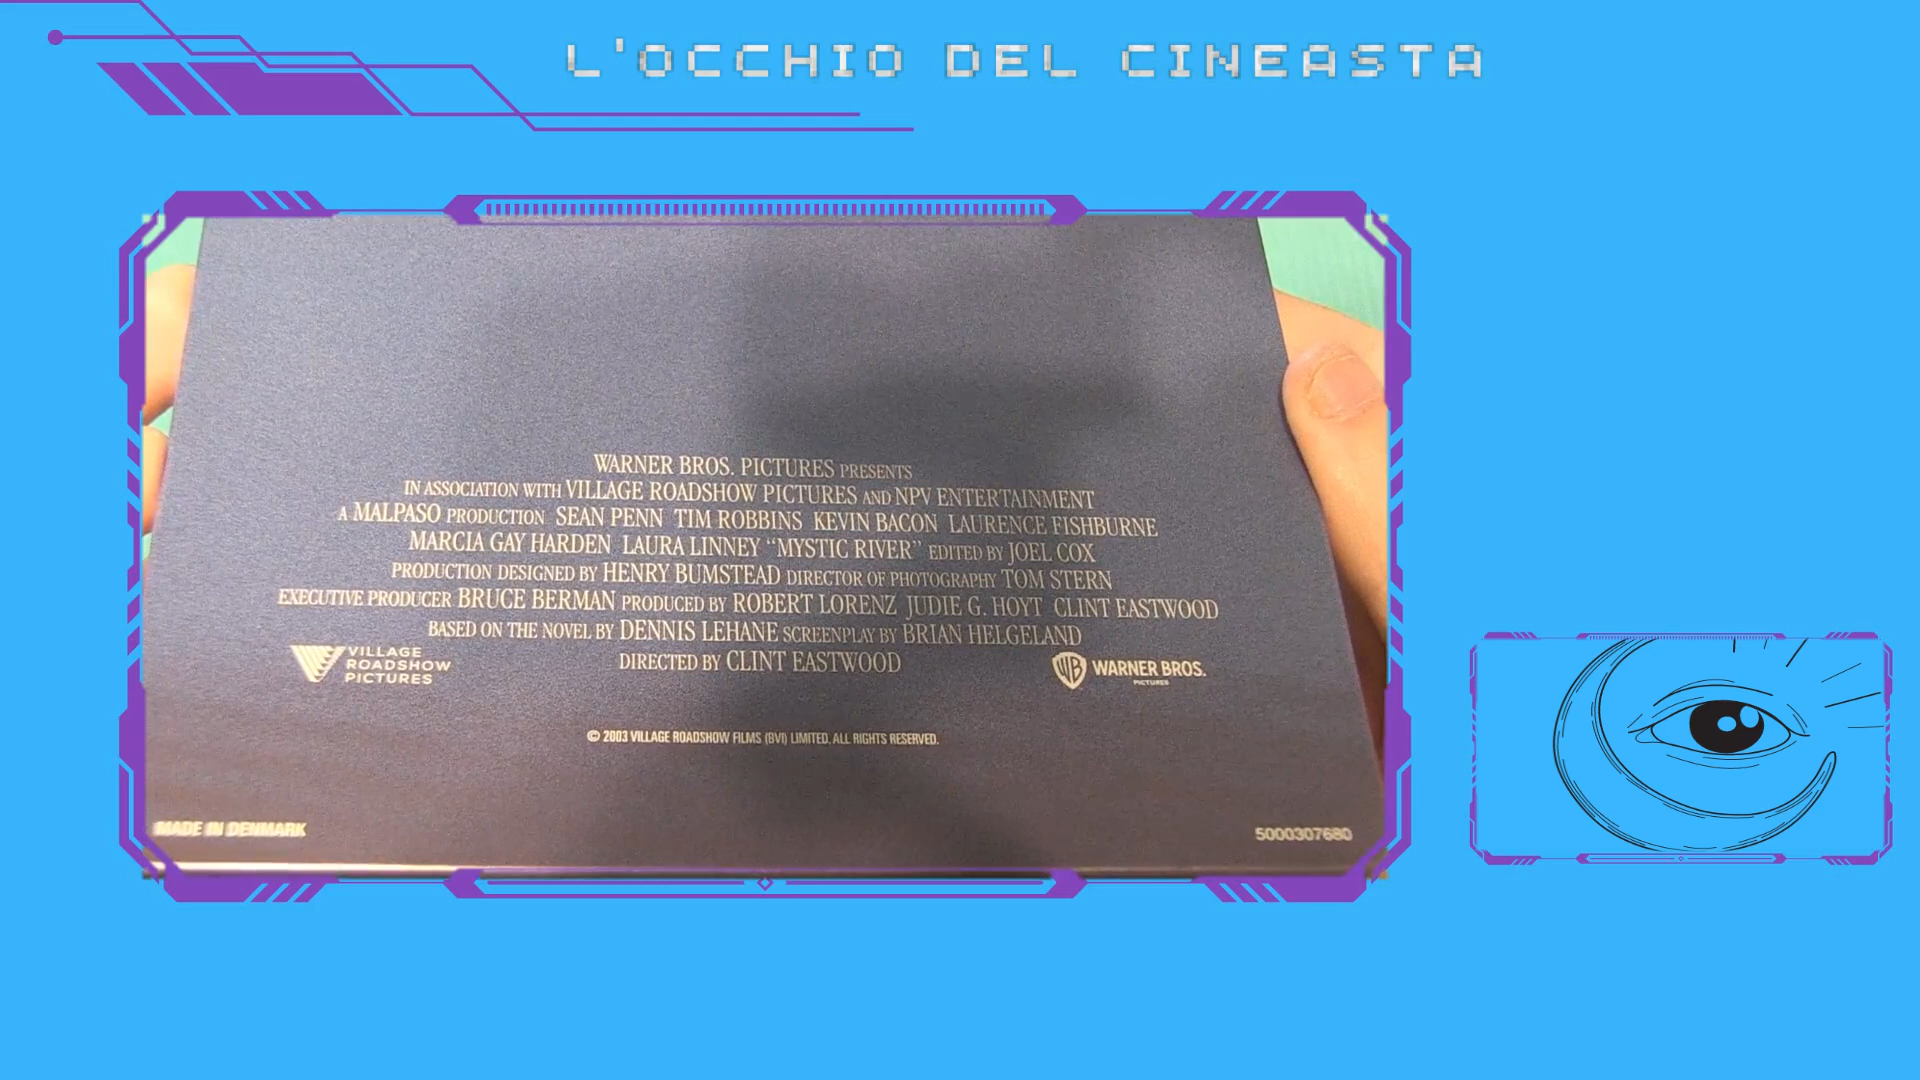 L'OCCHIO DEL CINEASTA
WARNER BROS. PICTURES PRESENTS
IN ASSOCIATION WITH VILLAGE ROADSHOW PICTURES AND NPV ENTERTAINMENT
A MALPASO PRODUCTION SEAN PENN TIM ROBBINS KEVIN BACON LAURENCE FISHBURNE
MARCIA GAY HARDEN LAURA LINNEY “MYSTIC RIVER” EDITED BY JOEL COX
PRODUCTION DESIGNED BY HENRY BUMSTEAD DIRECTOR OF PHOTOGRAPHY TOM STERN
EXECUTIVE PRODUCER BRUCE BERMAN PRODUCED BY ROBERT LORENZ JUDIE G. HOYT CLINT EASTWOOD
BASED ON THE NOVEL BY DENNIS LEHANE SCREENPLAY BY BRIAN HELGELAND
DIRECTED BY CLINT EASTWOOD
VILLAGE
ROADSHOW
PICTURES
WB WARNER BROS.
PICTURES
© 2003 VILLAGE ROADSHOW FILMS (BVI) LIMITED. ALL RIGHTS RESERVED.
MADE IN DENMARK
5000307680